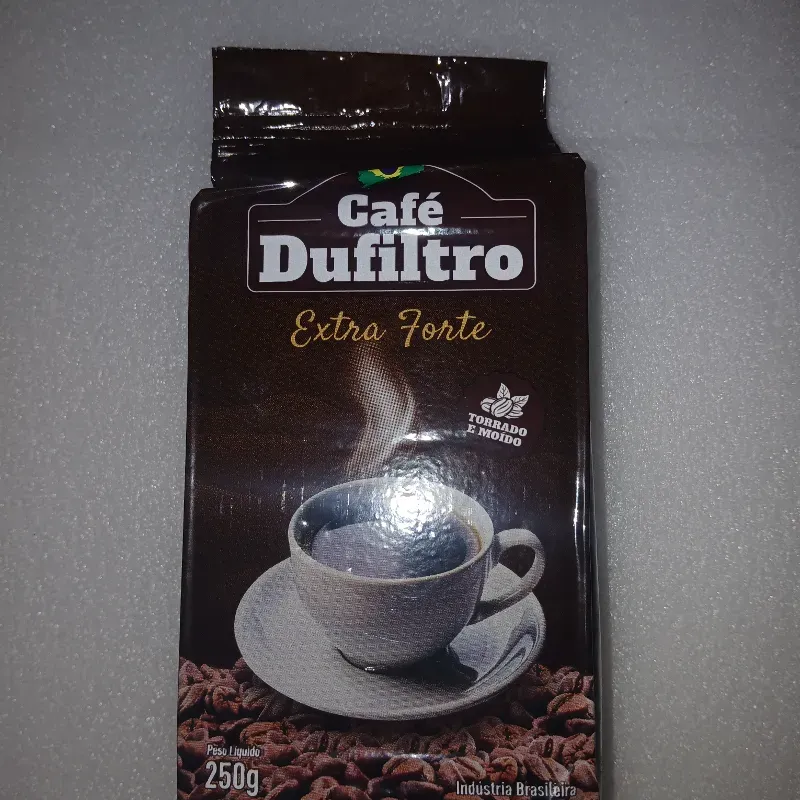 Café
Dufiltro
Extra Forte
TORRADO
E MOÍDO
Peso Líquido
250g
Indústria Brasileira